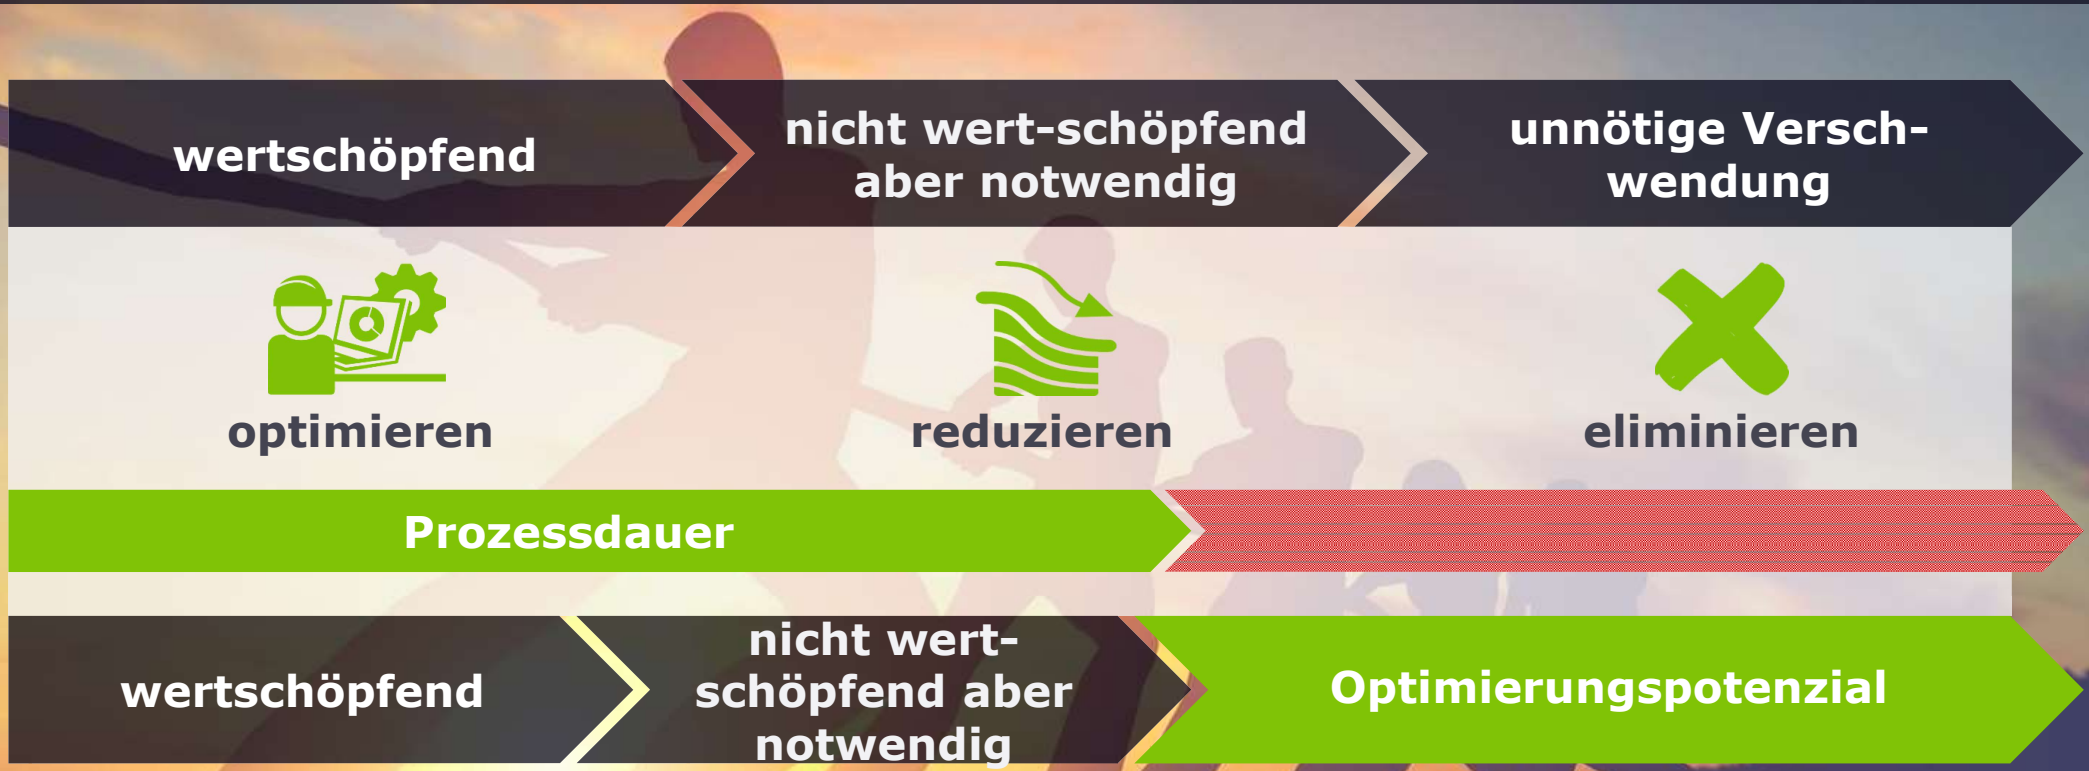 wertschöpfend
nicht wert-schöpfend
aber notwendig
unnötige Versch-
wendung
optimieren
reduzieren
eliminieren
Prozessdauer
wertschöpfend
nicht wert-
schöpfend aber
notwendig
Optimierungspotenzial